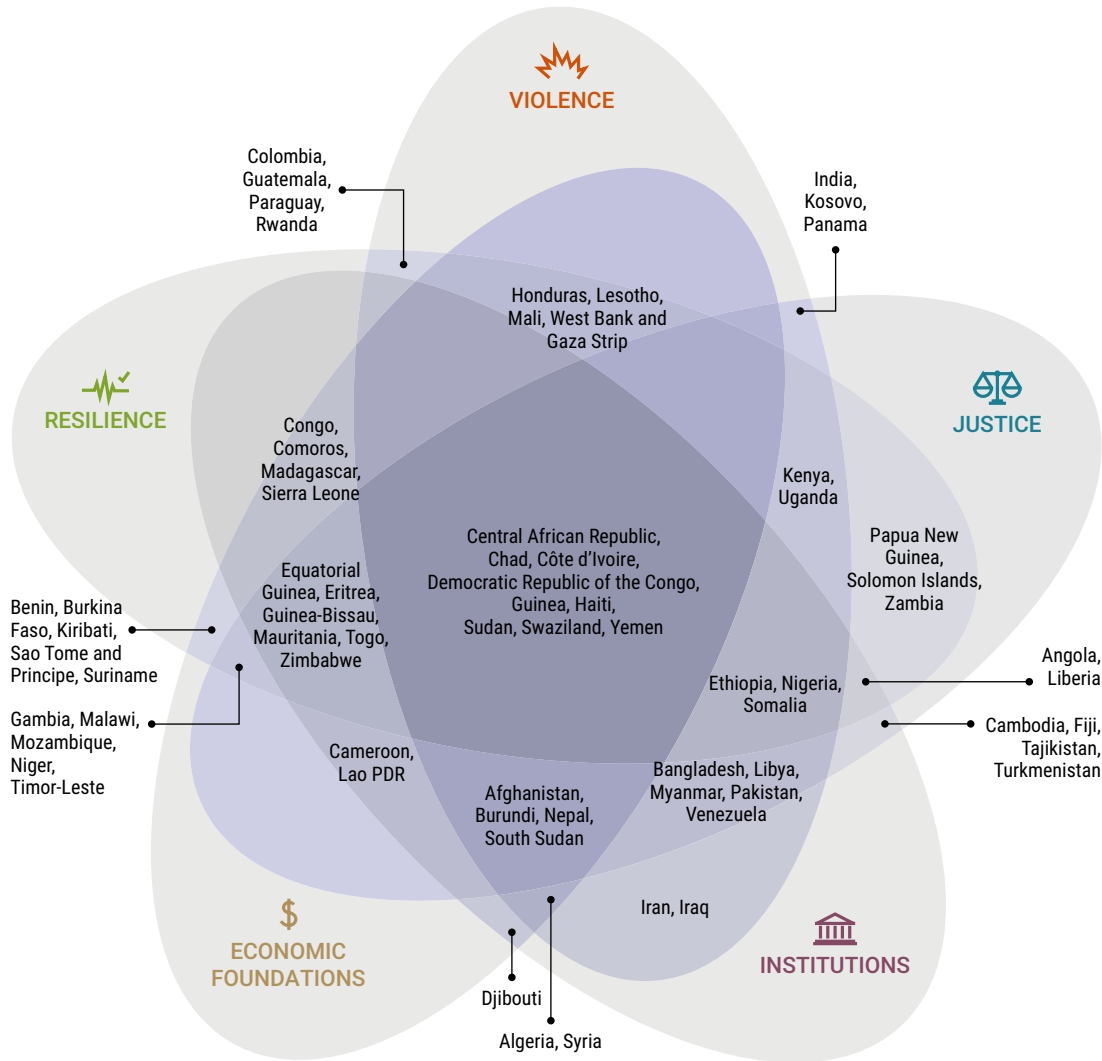 VIOLENCE
Colombia,
Guatemala,
Paraguay,
Rwanda
India,
Kosovo,
Panama
Honduras, Lesotho,
Mali, West Bank and
Gaza Strip
RESILIENCE
JUSTICE
Congo,
Comoros,
Madagascar,
Sierra Leone
Kenya,
Uganda
Central African Republic,
Chad, Côte d’Ivoire,
Democratic Republic of the Congo,
Guinea, Haiti,
Sudan, Swaziland, Yemen
Papua New
Guinea,
Solomon Islands,
Zambia
Equatorial
Guinea, Eritrea,
Guinea-Bissau,
Mauritania, Togo,
Zimbabwe
Benin, Burkina
Faso, Kiribati,
Sao Tome and
Principe, Suriname
Angola,
Liberia
Ethiopia, Nigeria,
Somalia
Gambia, Malawi,
Mozambique,
Niger,
Timor-Leste
Cambodia, Fiji,
Tajikistan,
Turkmenistan
Cameroon,
Lao PDR
Bangladesh, Libya,
Myanmar, Pakistan,
Venezuela
Afghanistan,
Burundi, Nepal,
South Sudan
Iran, Iraq
$
ECONOMIC
FOUNDATIONS
INSTITUTIONS
Djibouti
Algeria, Syria